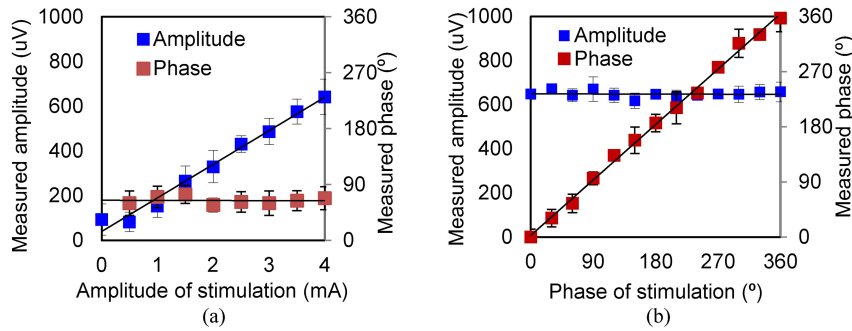 Measured amplitude (uV)
1000
800
600
400
200
0
Amplitude
Phase
360
270
180
90
0
Measured phase (º)
0 1 2 3 4
Amplitude of stimulation (mA)
(a)
Measured amplitude (uV)
1000
800
600
400
200
0
Amplitude
Phase
360
270
180
90
0
Measured phase (º)
0 90 180 270 360
Phase of stimulation (º)
(b)